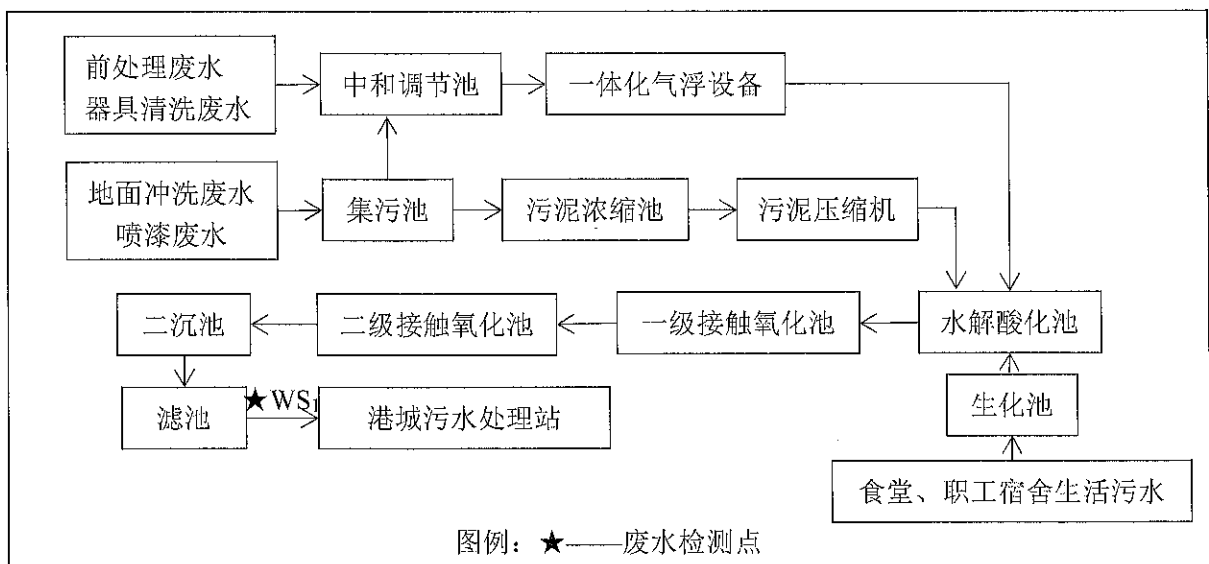 前处理废水
器具清洗废水
中和调节池
一体化气浮设备
地面冲洗废水
喷漆废水
集污池
污泥浓缩池
污泥压缩机
二沉池
二级接触氧化池
一级接触氧化池
水解酸化池
滤池
★WS₁
港城污水处理站
生化池
食堂、职工宿舍生活污水
图例：★——废水检测点